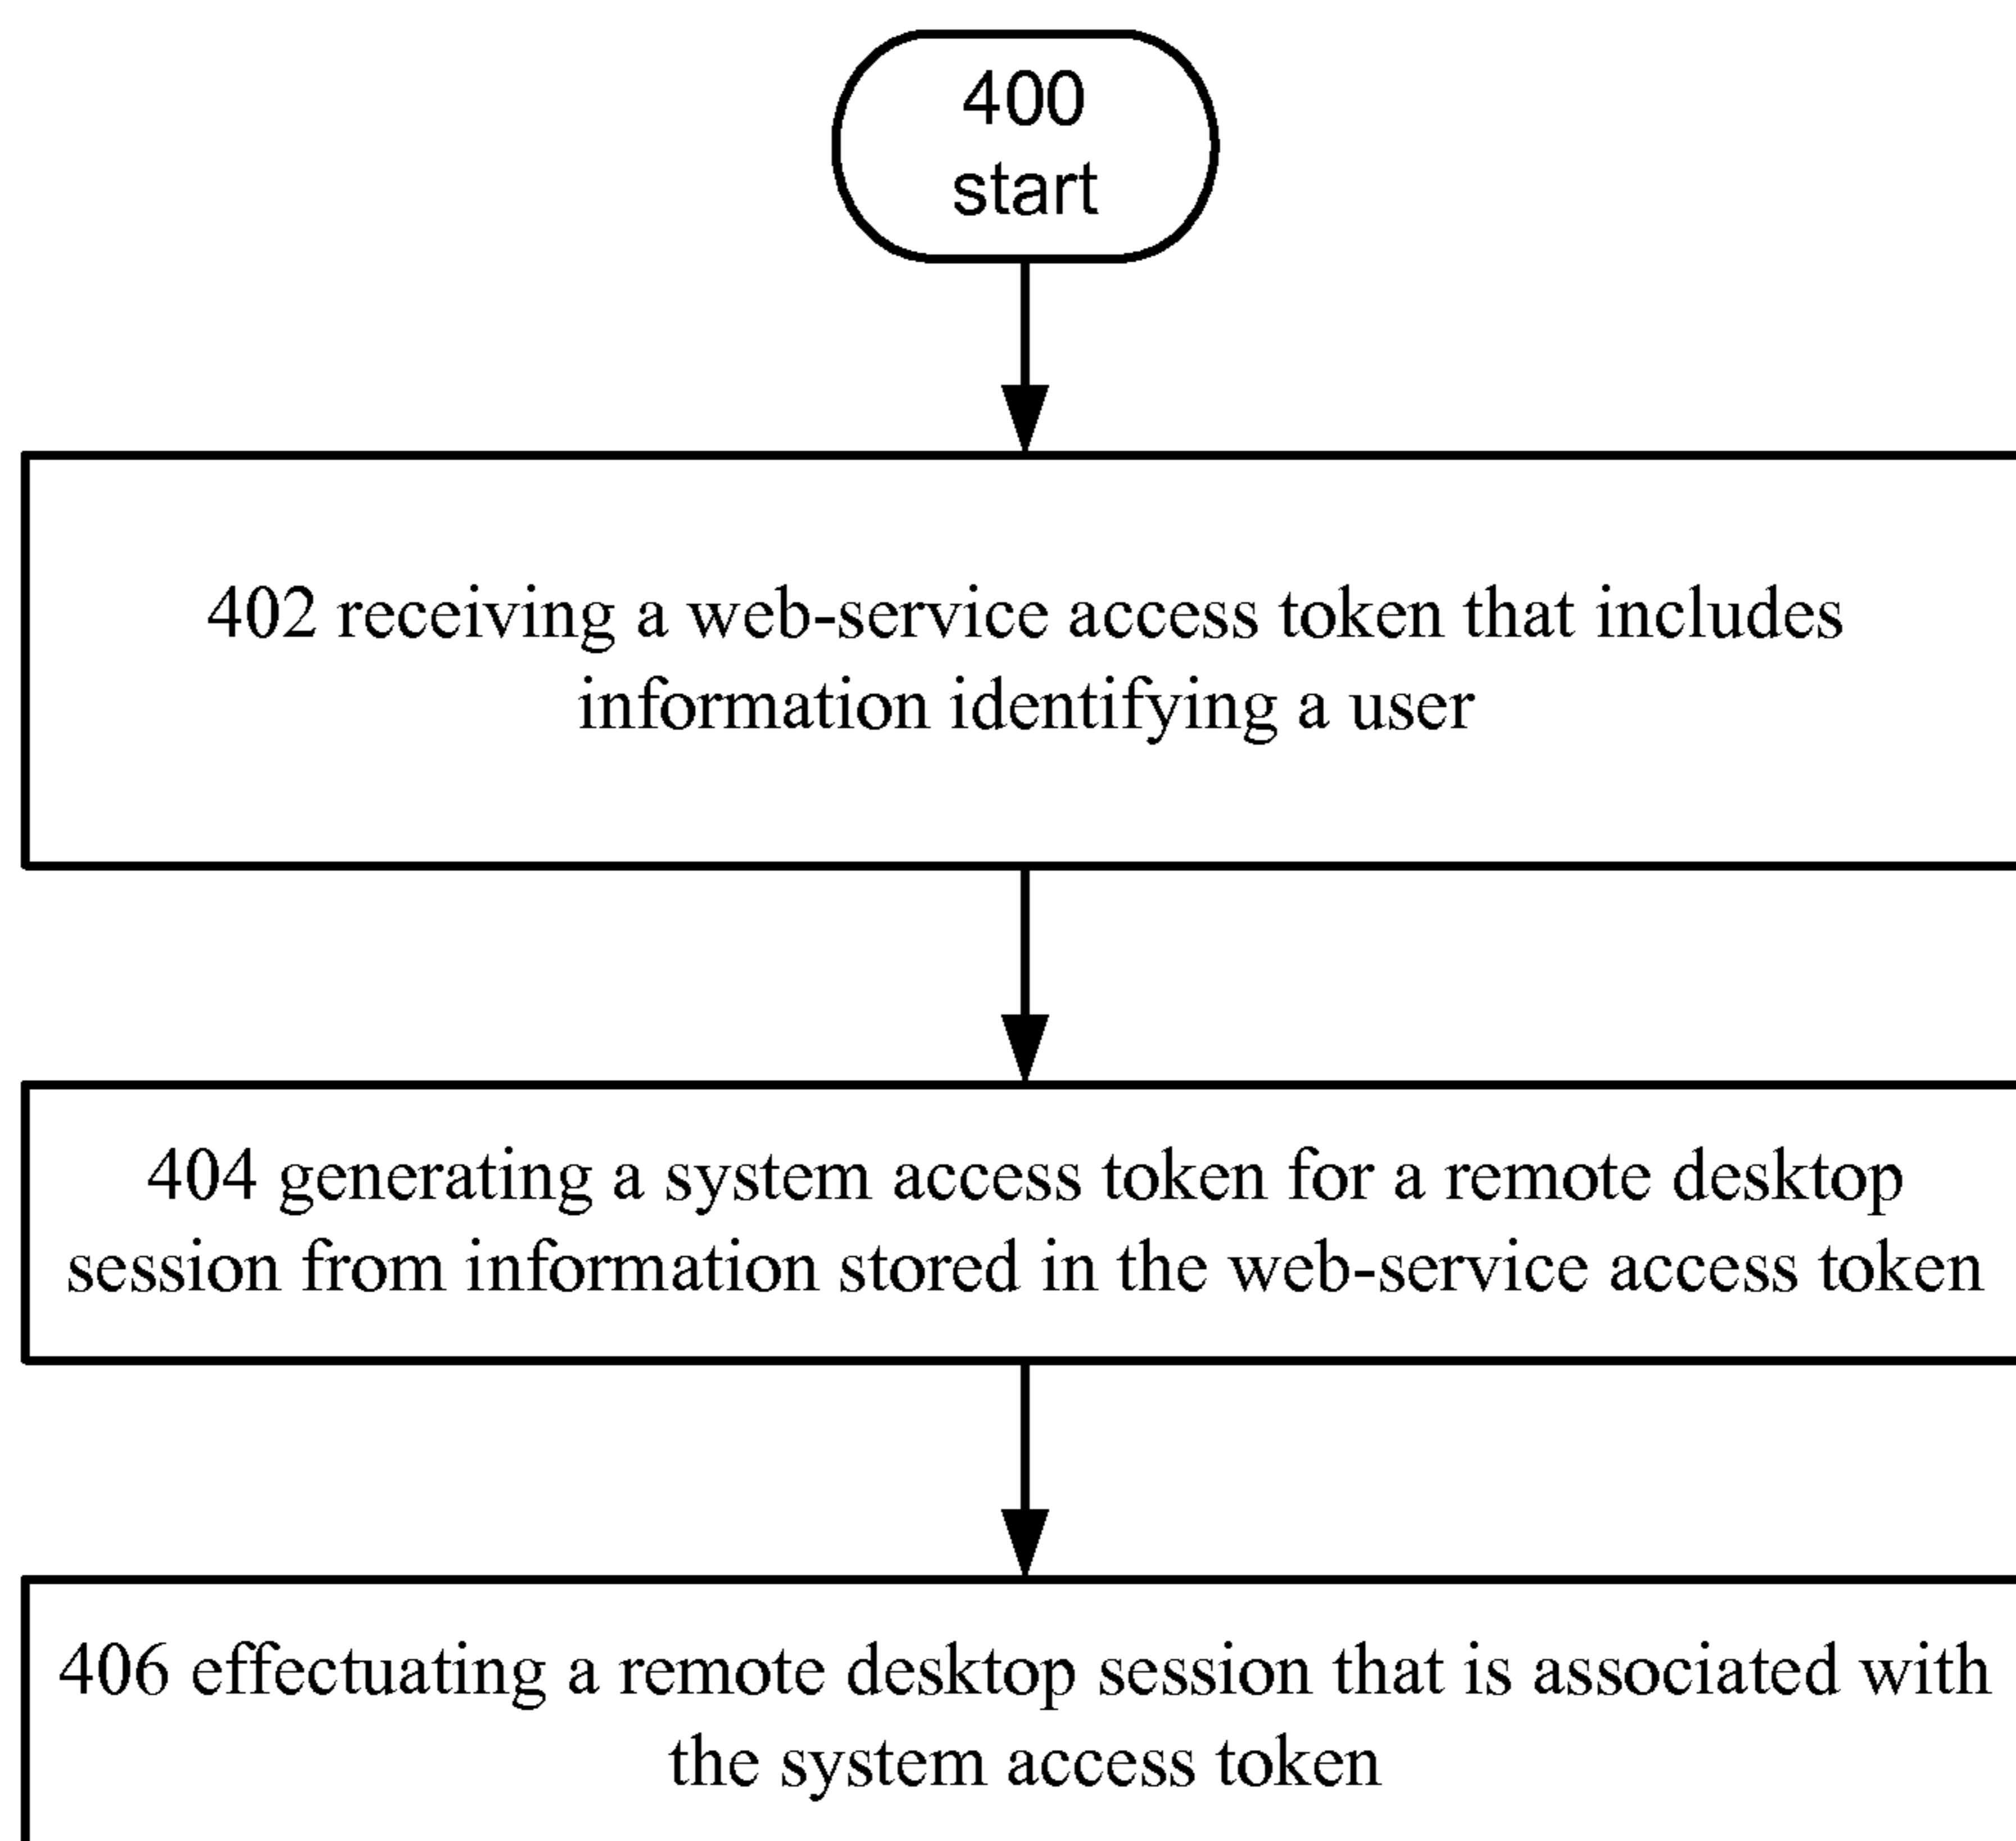 400
start
402 receiving a web-service access token that includes
information identifying a user
404 generating a system access token for a remote desktop
session from information stored in the web-service access token
406 effectuating a remote desktop session that is associated with
the system access token